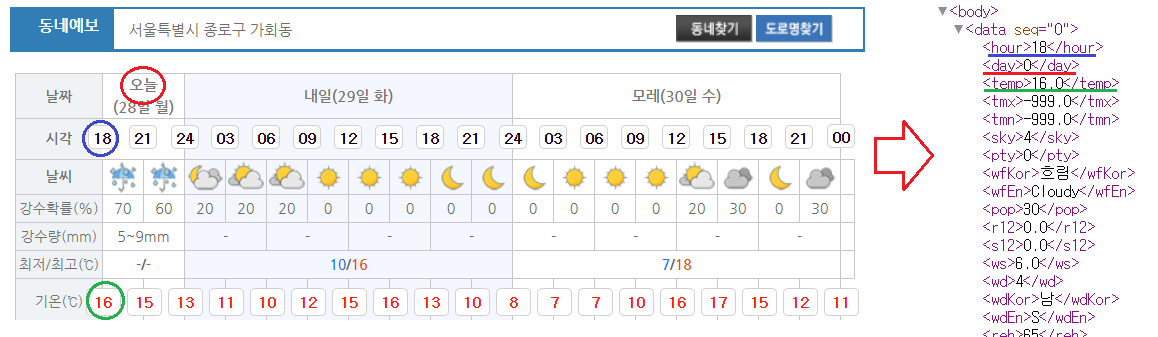 동네예보 서울특별시 종로구 가회동 동네찾기 도로명찾기
날짜 오늘 (28일 월) 내일(29일 화) 모레(30일 수)
시각 18 21 24 03 06 09 12 15 18 21 24 03 06 09 12 15 18 21 00
날씨
강수확률(%) 70 60 20 20 20 0 0 0 0 0 0 0 0 0 20 30 0 30
강수량(mm) 5~9mm - - - - - - - -
최저/최고(℃) -/- 10/16 7/18
기온(℃) 16 15 13 11 10 12 15 16 13 10 8 7 7 10 16 17 15 12 11
▼<body>
▼<data seq="0">
<hour>18</hour>
<day>0</day>
<temp>16.0</temp>
<tmx>-999.0</tmx>
<tmn>-999.0</tmn>
<sky>4</sky>
<pty>0</pty>
<wfKor>흐림</wfKor>
<wfEn>Cloudy</wfEn>
<pop>30</pop>
<r12>0.0</r12>
<s12>0.0</s12>
<ws>6.0</ws>
<wd>4</wd>
<wdKor>남</wdKor>
<wdEn>S</wdEn>
<reh>65</reh>